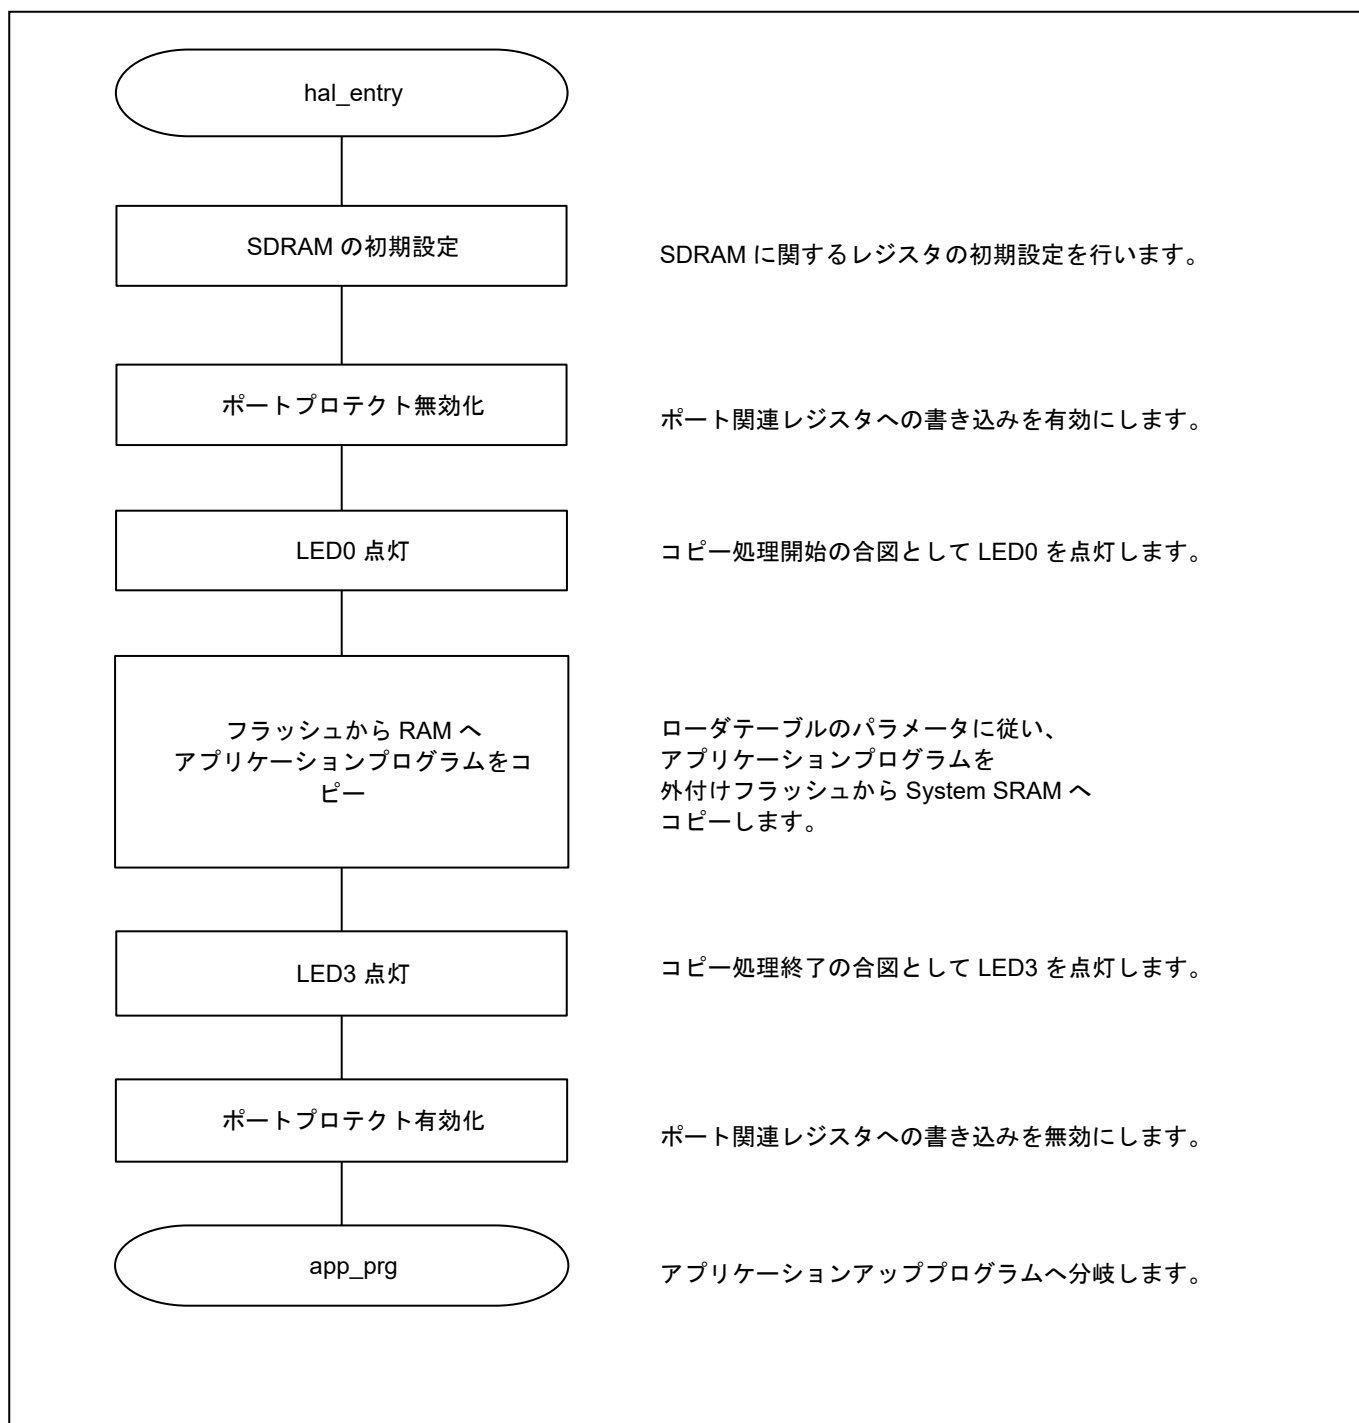 hal_entry
SDRAM の初期設定
SDRAM に関するレジスタの初期設定を行います。
ポートプロテクト無効化
ポート関連レジスタへの書き込みを有効にします。
LED0 点灯
コピー処理開始の合図として LED0 を点灯します。
フラッシュから RAM へ
アプリケーションプログラムをコ
ピー
ローダテーブルのパラメータに従い、
アプリケーションプログラムを
外付けフラッシュから System SRAM へ
コピーします。
LED3 点灯
コピー処理終了の合図として LED3 を点灯します。
ポートプロテクト有効化
ポート関連レジスタへの書き込みを無効にします。
app_prg
アプリケーションアッププログラムへ分岐します。